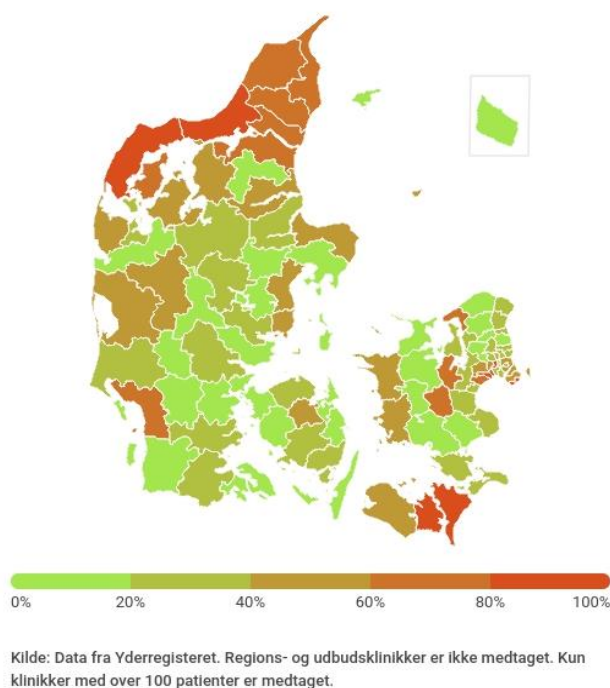 0% 20% 40% 60% 80% 100%
Kilde: Data fra Yderregisteret. Regions- og udbudsklinikker er ikke medtaget. Kun
klinikker med over 100 patienter er medtaget.